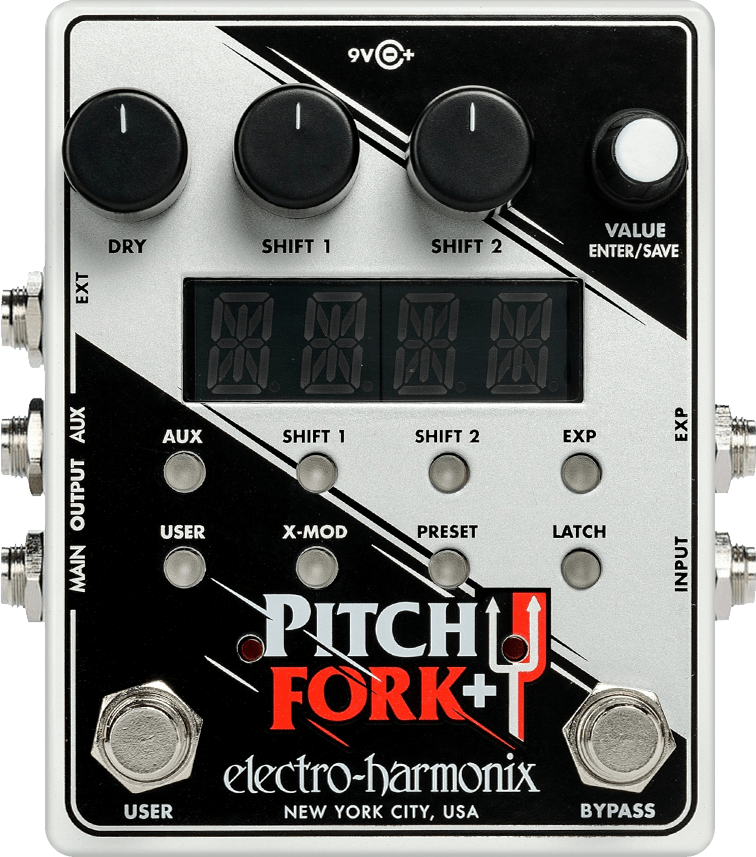 9V - +
DRY
SHIFT 1
SHIFT 2
VALUE
ENTER/SAVE
EXT
AUX
SHIFT 1
SHIFT 2
EXP
EXP
MAIN OUTPUT AUX
USER
X-MOD
PRESET
LATCH
INPUT
PITCH
FORK+
electro-harmonix
NEW YORK CITY, USA
USER
BYPASS